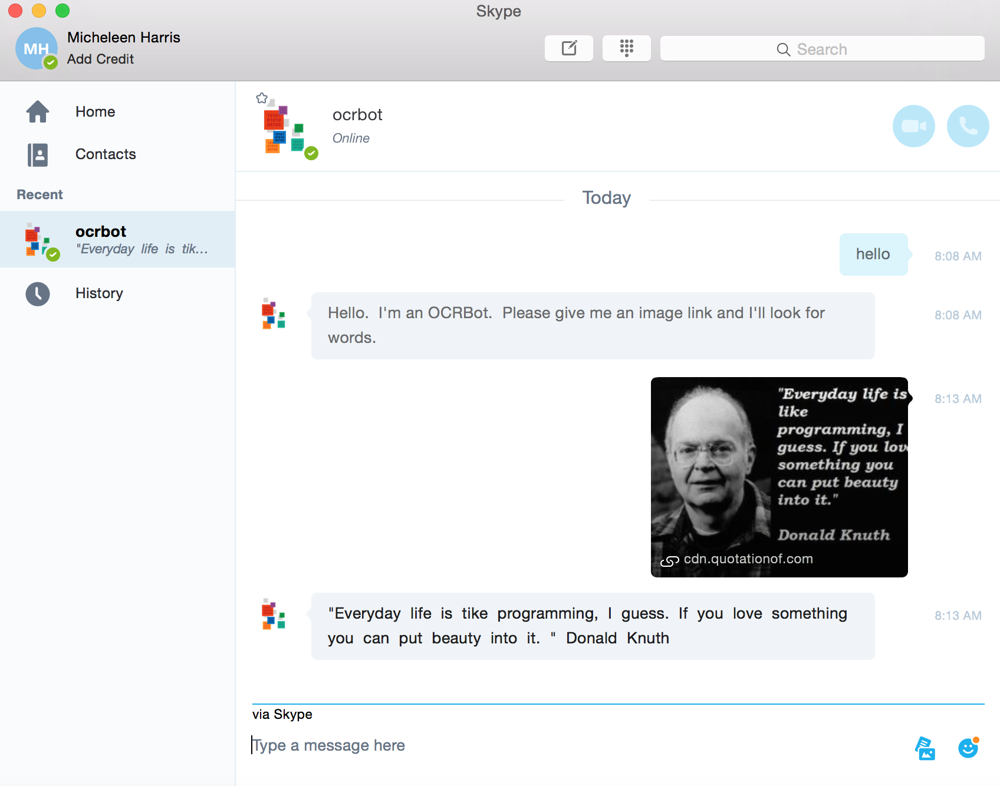 Skype
MH
Micheleen Harris
Add Credit
Search
Home
Contacts
Recent
ocrbot
"Everyday life is tik...
History
ocrbot
Online
Today
hello
8:08 AM
Hello. I'm an OCRBot. Please give me an image link and I'll look for
words.
8:08 AM
"Everyday life is
like
programming, I
guess. If you lov
something you
can put beauty
into it."
Donald Knuth
cdn.quotationof.com
8:13 AM
"Everyday life is tike programming, I guess. If you love something
you can put beauty into it. " Donald Knuth
8:13 AM
via Skype
Type a message here